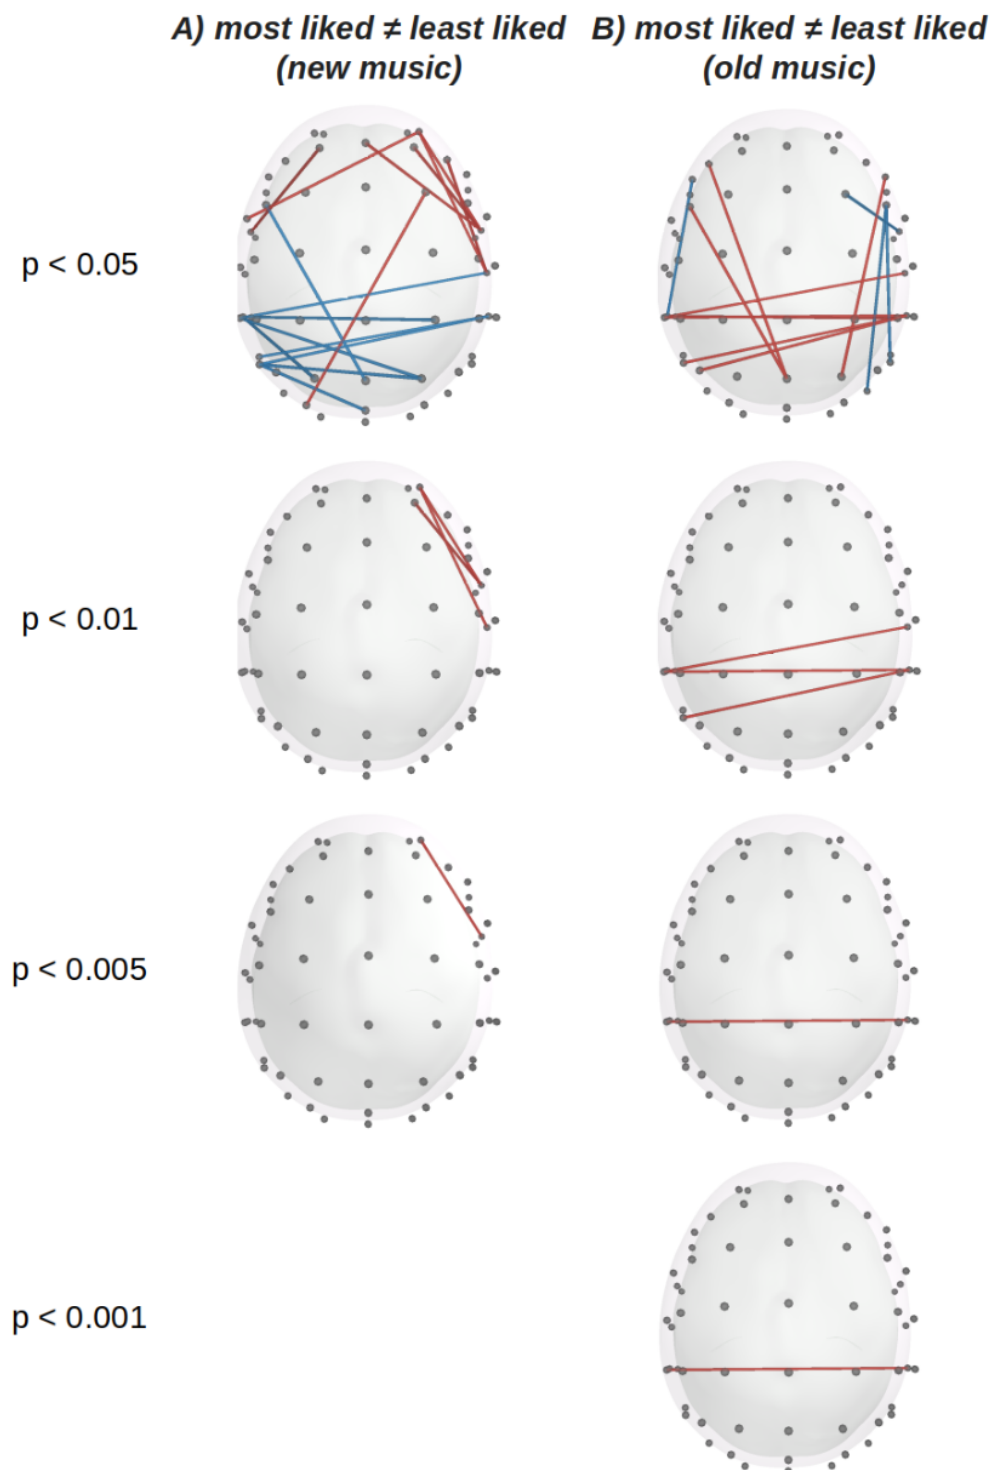 A) most liked ≠ least liked
(new music)
B) most liked ≠ least liked
(old music)
p < 0.05
p < 0.01
p < 0.005
p < 0.001